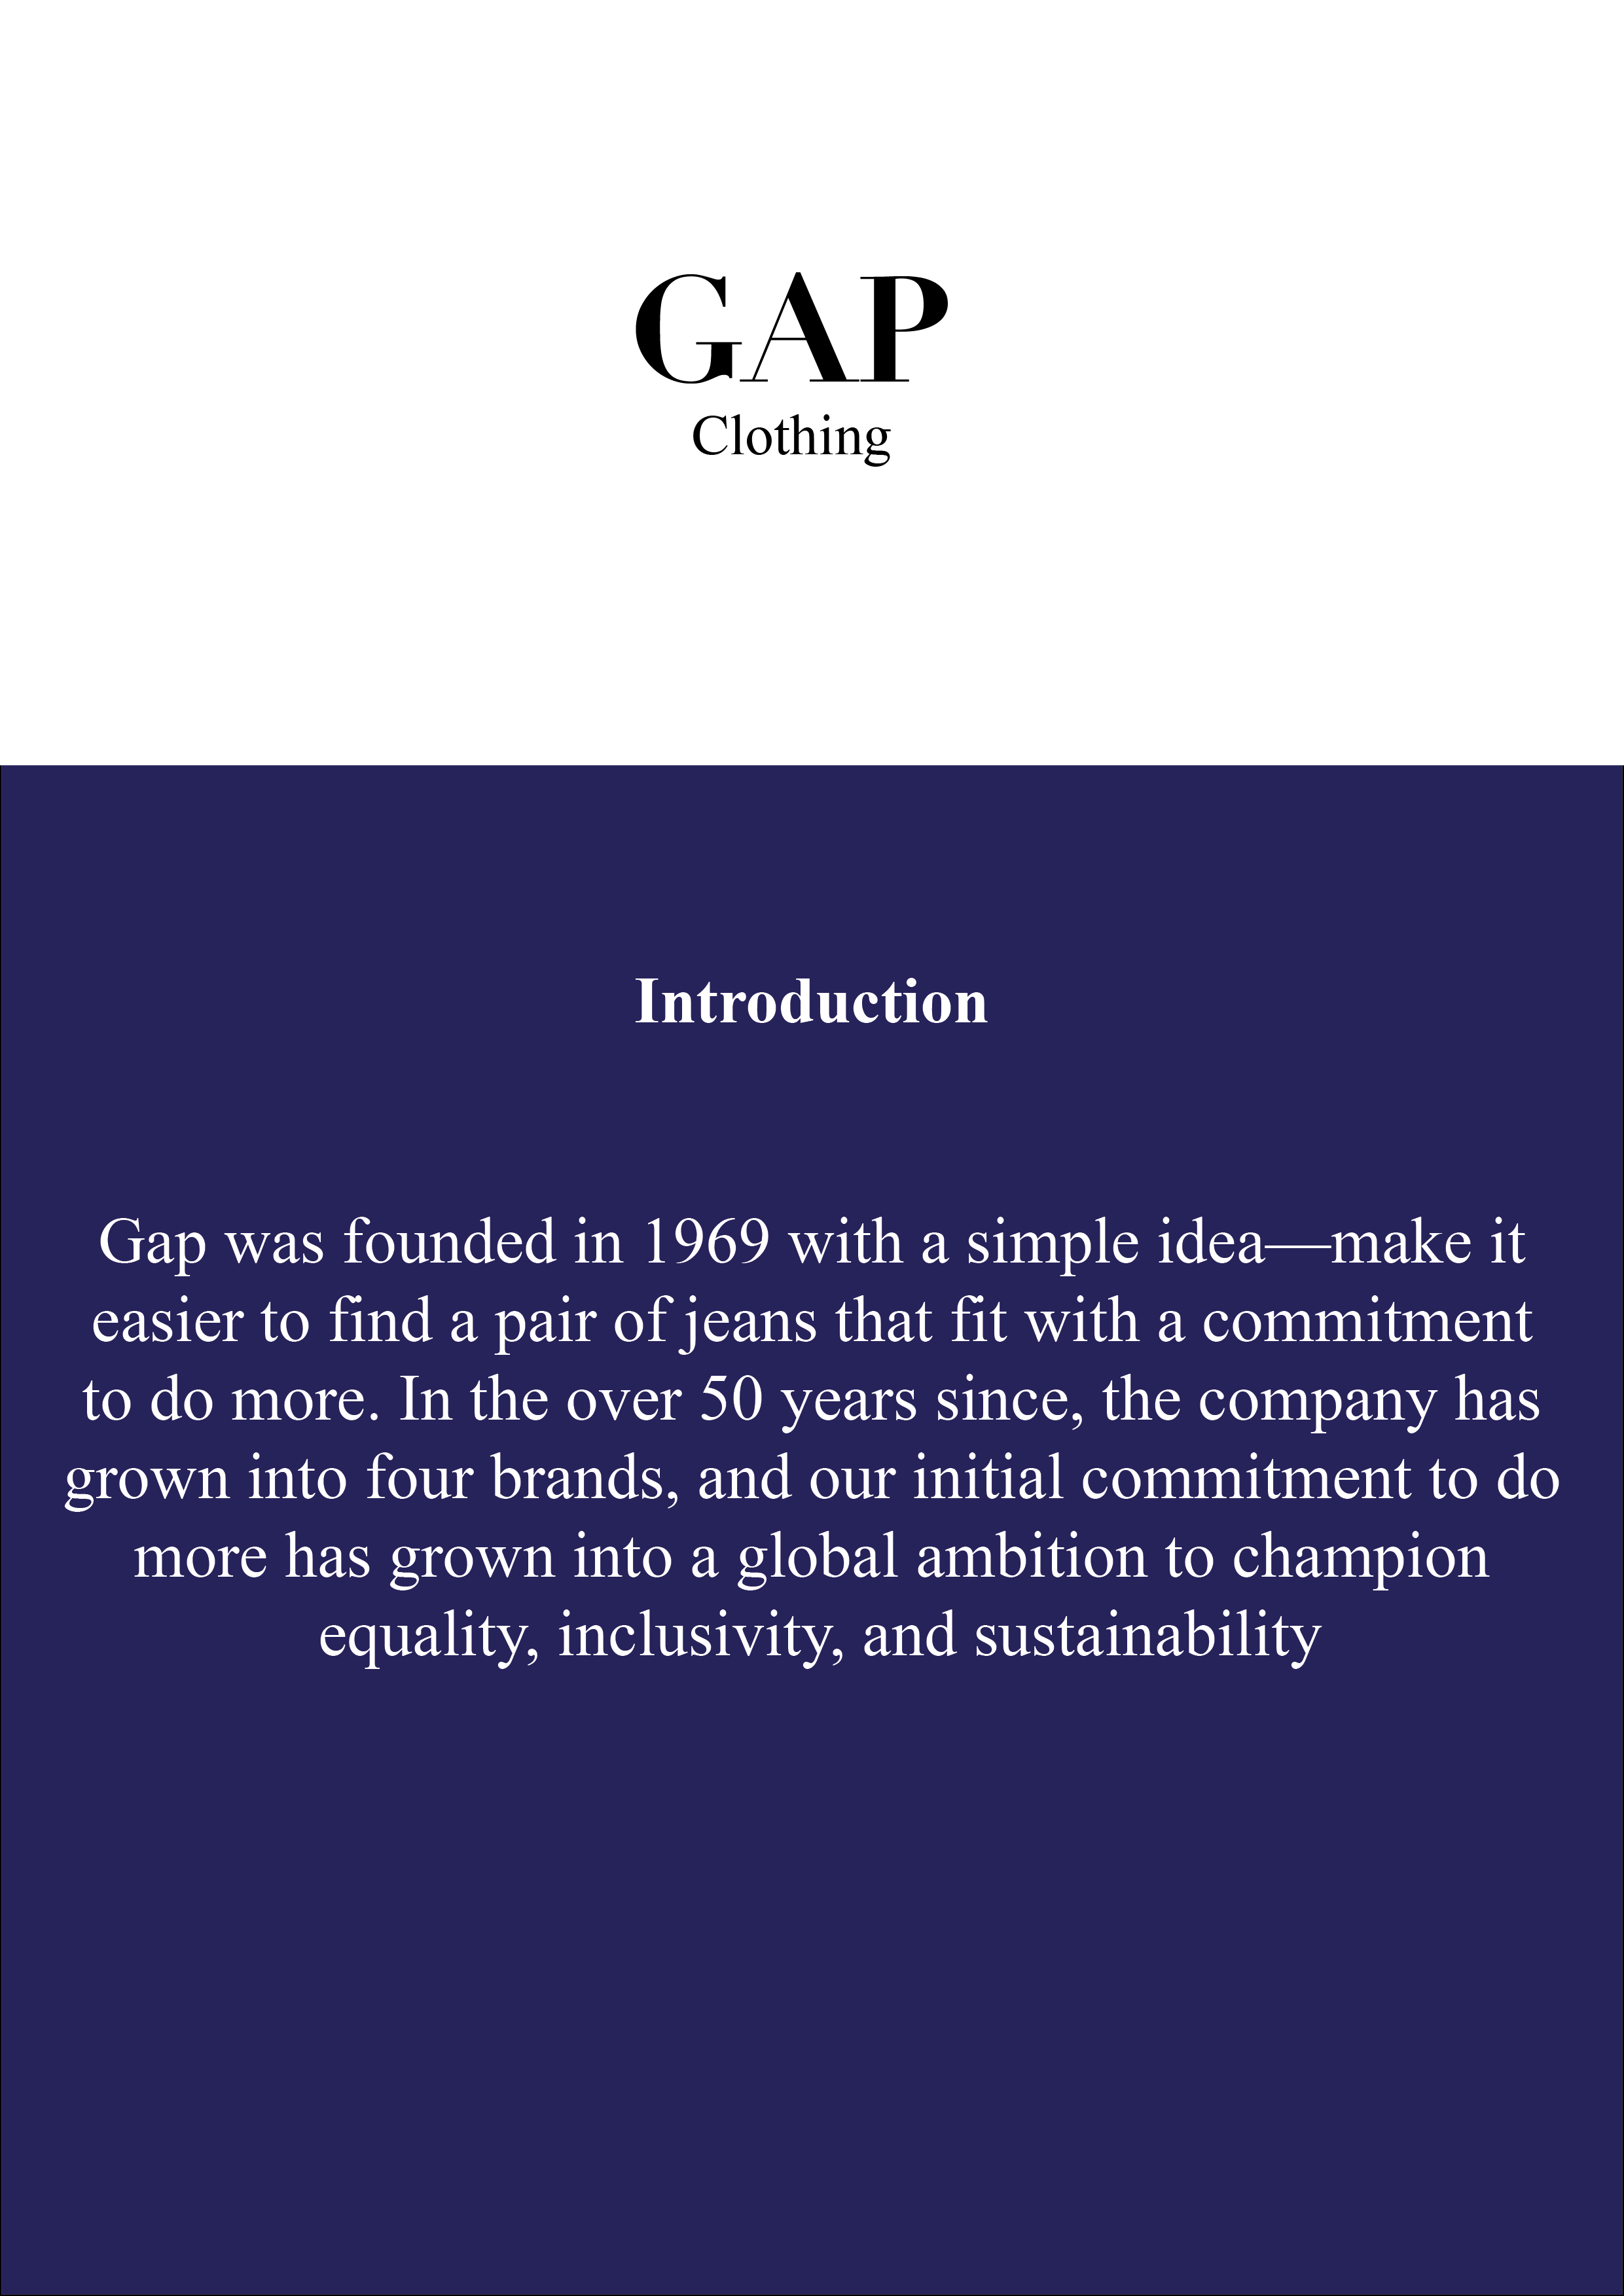 GAP
Clothing
Introduction
Gap was founded in 1969 with a simple idea—make it
easier to find a pair of jeans that fit with a commitment
to do more. In the over 50 years since, the company has
grown into four brands, and our initial commitment to do
more has grown into a global ambition to champion
equality, inclusivity, and sustainability